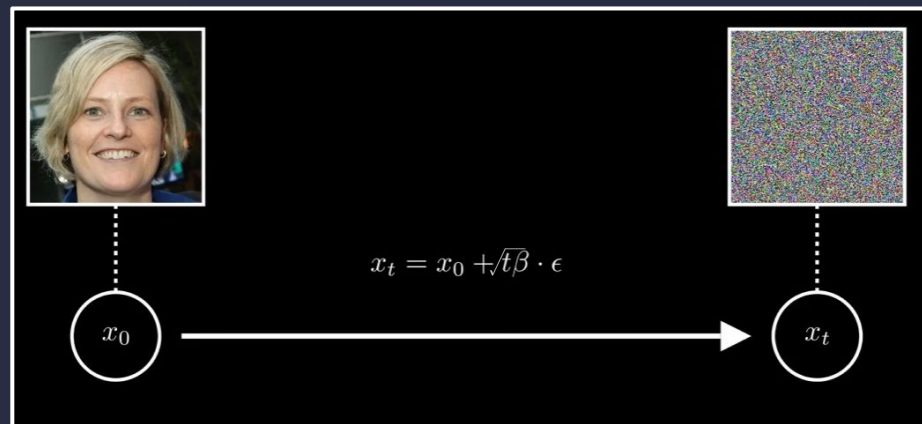 x_t = x_0 + √tβ · ϵ
x_0
x_t